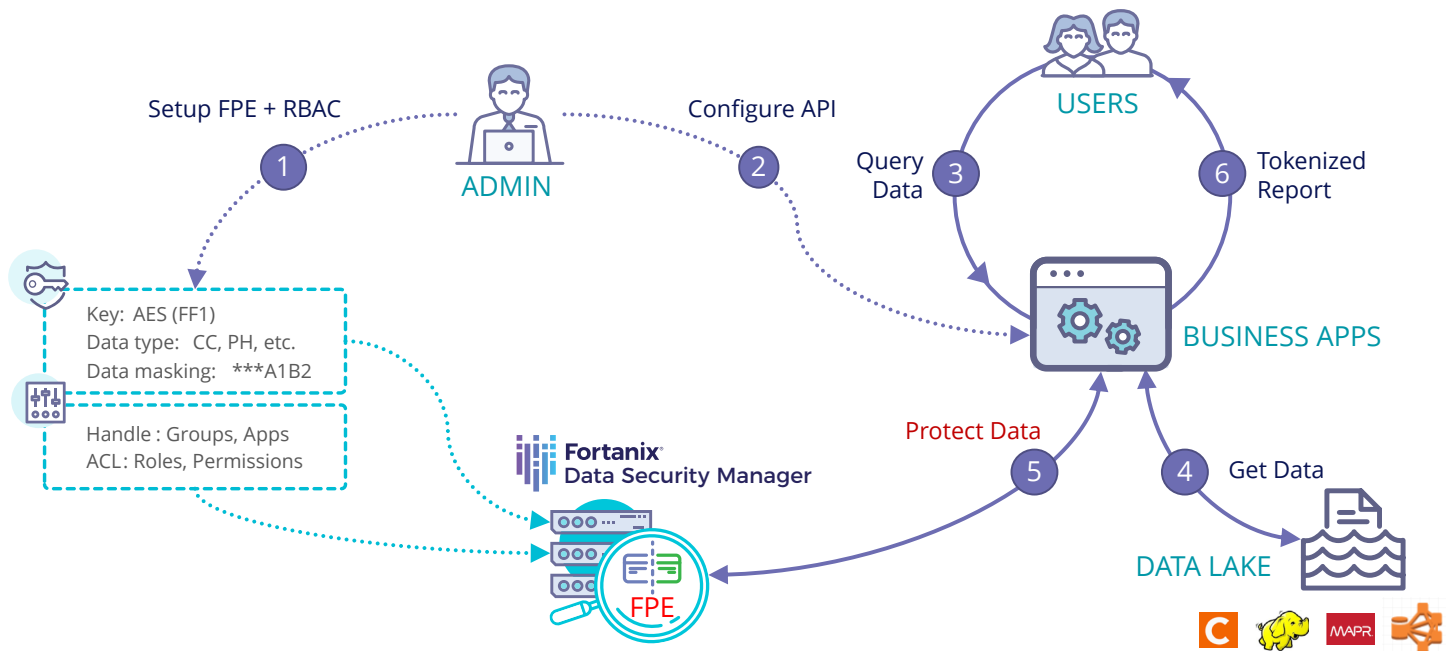 Setup FPE + RBAC
1
ADMIN
Configure API
2
USERS
Query
Data
3
6
Tokenized
Report
BUSINESS APPS
Key: AES (FF1)
Data type: CC, PH, etc.
Data masking: ***A1B2
Handle : Groups, Apps
ACL: Roles, Permissions
Fortanix®
Data Security Manager
FPE
Protect Data
5
4
Get Data
DATA LAKE
C
MAPR